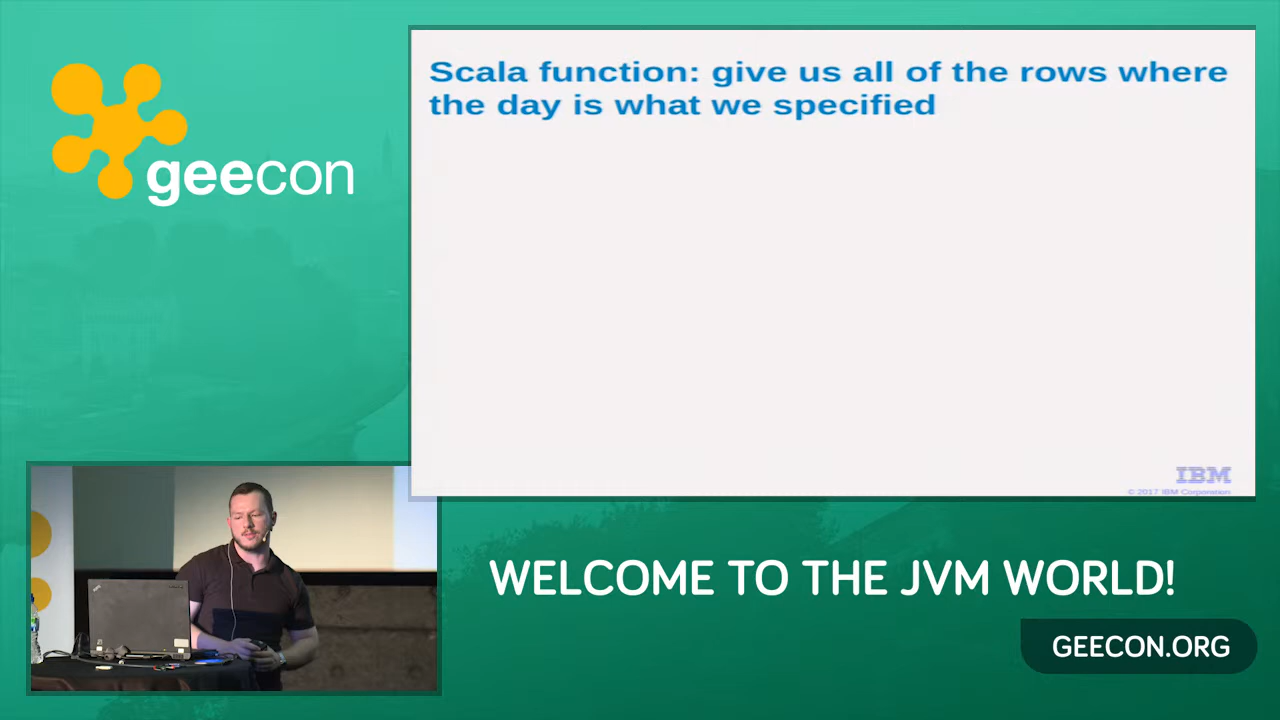 geecon
Scala function: give us all of the rows where
the day is what we specified
IBM
© 2017 IBM Corporation
WELCOME TO THE JVM WORLD!
GEECON.ORG